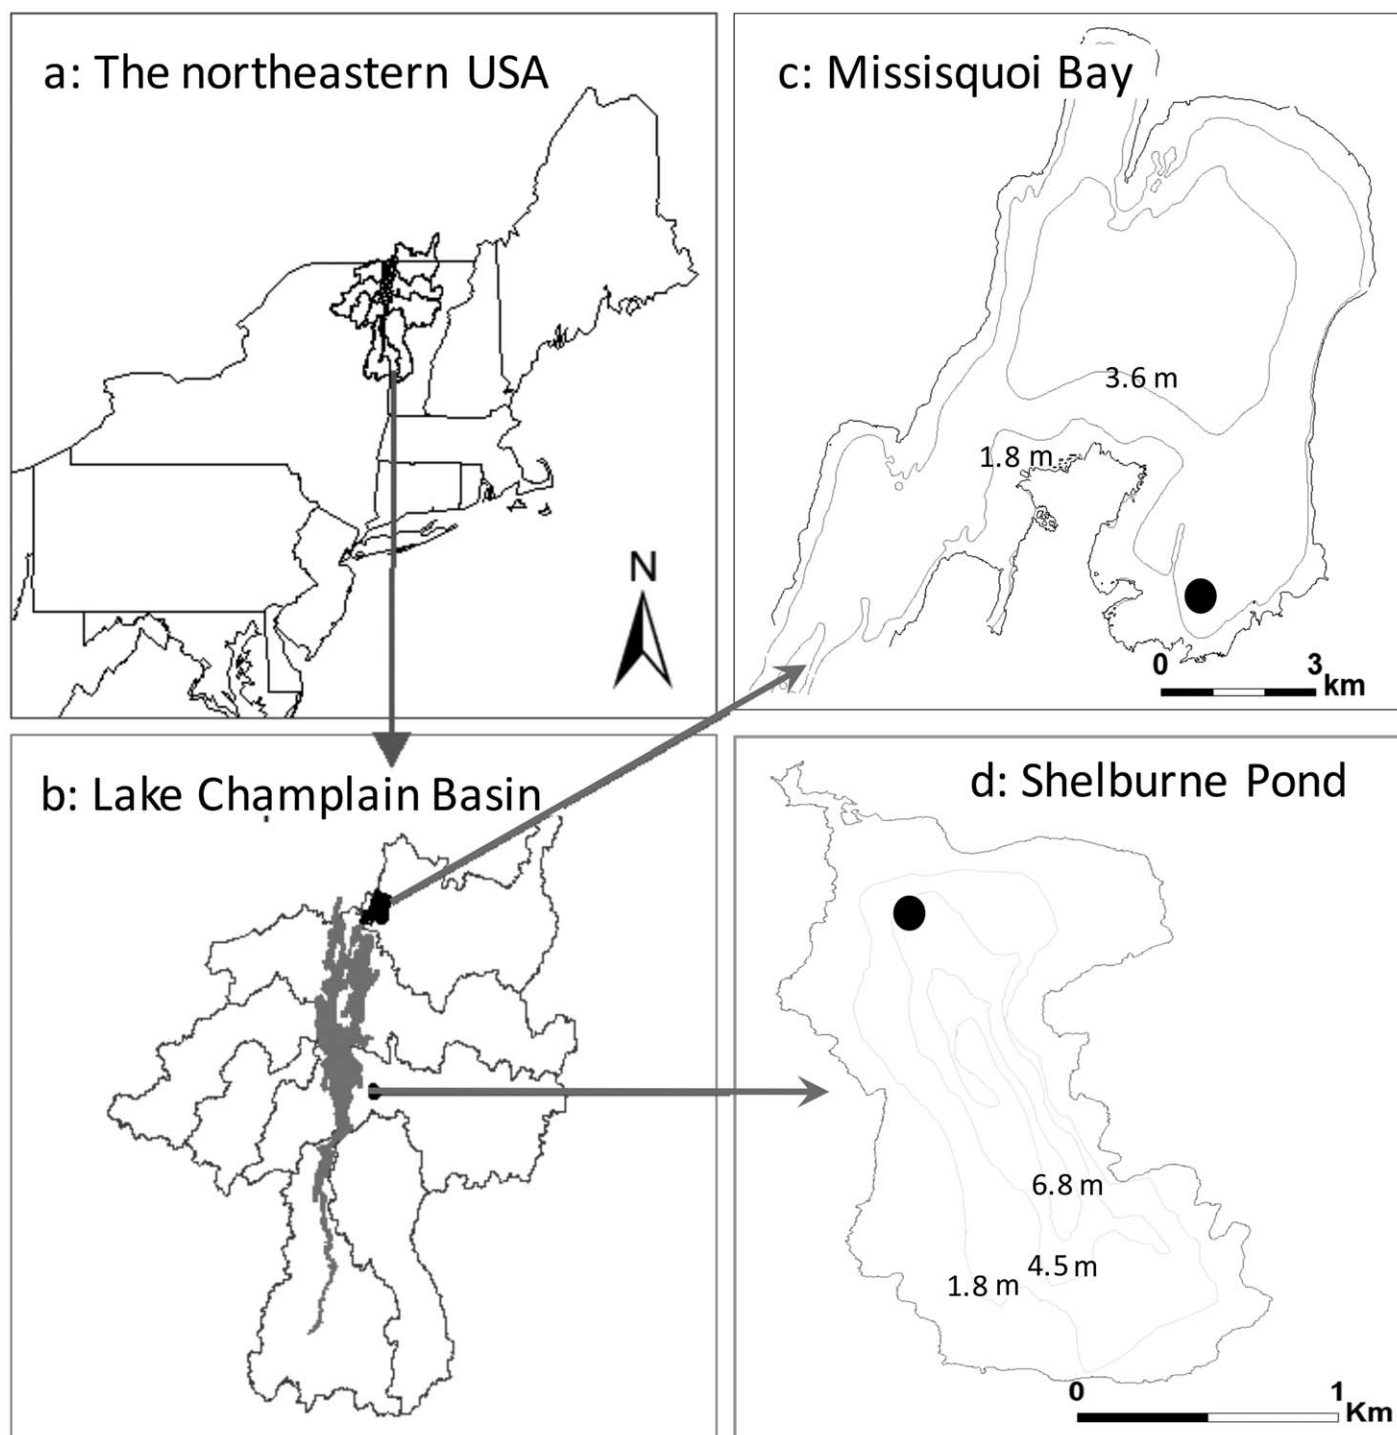 a: The northeastern USA
N
c: Missisquoi Bay
3.6 m
1.8 m
0 3
km
b: Lake Champlain Basin
d: Shelburne Pond
6.8 m
4.5 m
1.8 m
0 1
Km